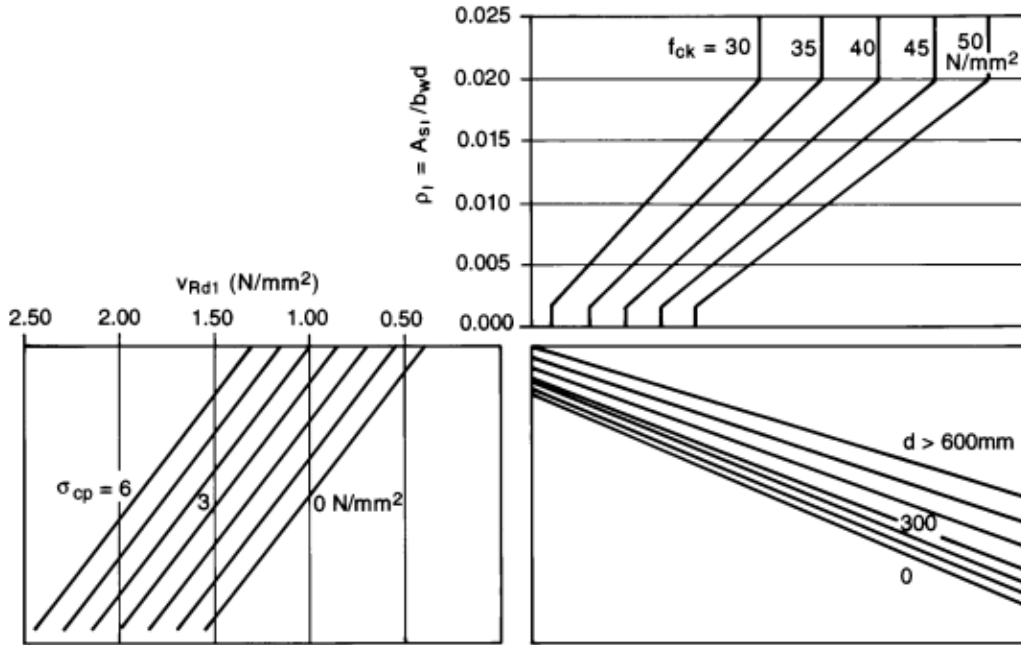 0.025
f_ck = 30
35
40
45
50
N/mm²
0.020
0.015
0.010
0.005
0.000
ρ_l = A_sl /b_w d
v_Rd1 (N/mm²)
2.50
2.00
1.50
1.00
0.50
σ_cp = 6
3
0 N/mm²
d > 600mm
300
0